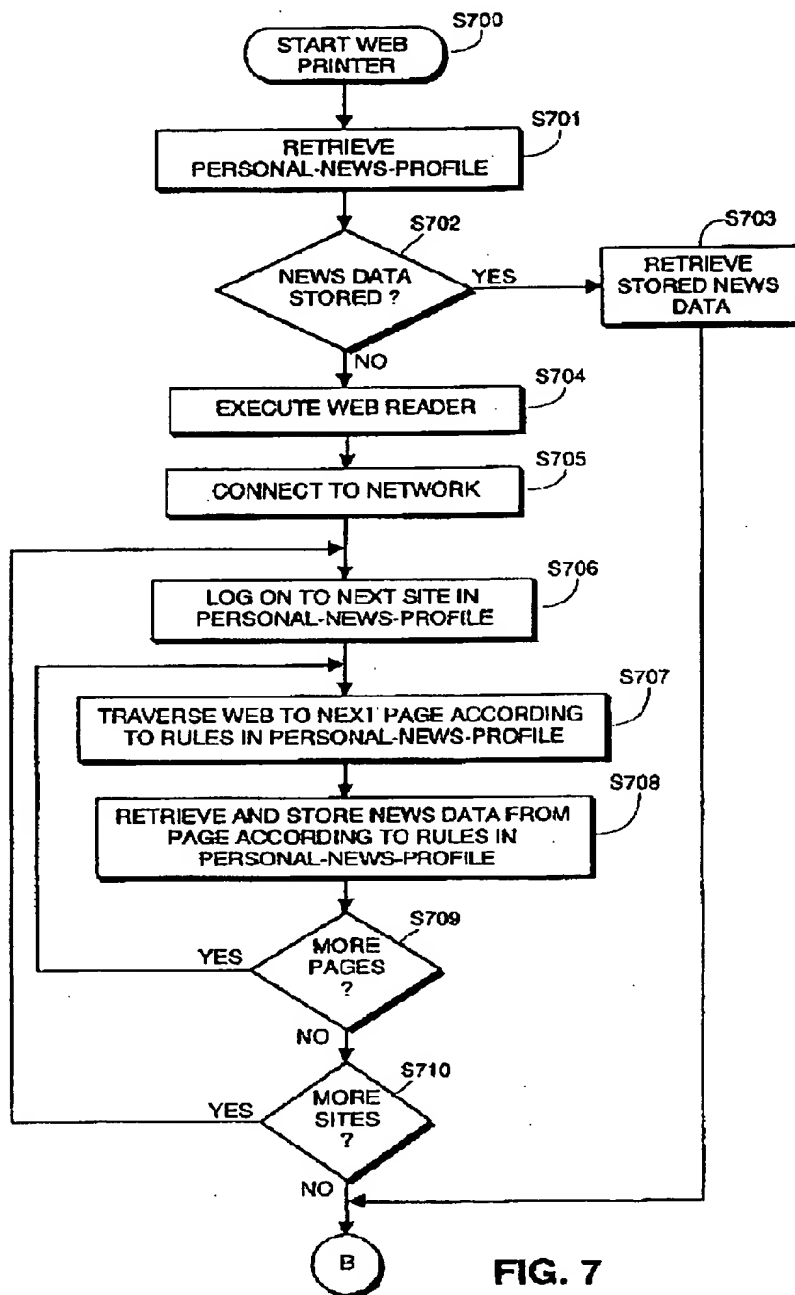 S700
START WEB
PRINTER
S701
RETRIEVE
PERSONAL-NEWS-PROFILE
S702
NEWS DATA
STORED ?
YES
S703
RETRIEVE
STORED NEWS
DATA
NO
S704
EXECUTE WEB READER
S705
CONNECT TO NETWORK
S706
LOG ON TO NEXT SITE IN
PERSONAL-NEWS-PROFILE
S707
TRAVERSE WEB TO NEXT PAGE ACCORDING
TO RULES IN PERSONAL-NEWS-PROFILE
S708
RETRIEVE AND STORE NEWS DATA FROM
PAGE ACCORDING TO RULES IN
PERSONAL-NEWS-PROFILE
S709
YES
MORE
PAGES
?
NO
S710
YES
MORE
SITES
?
NO
B
FIG. 7